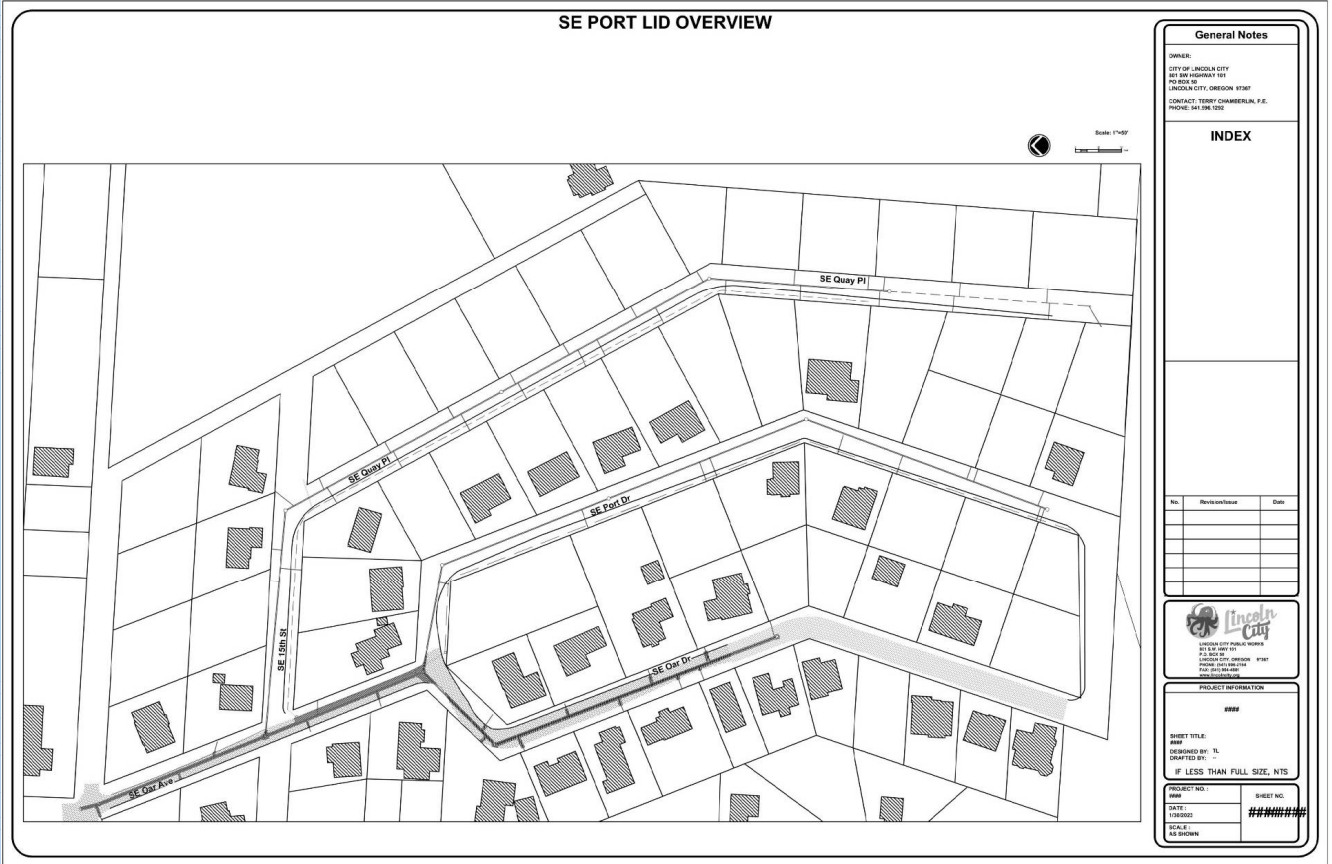 SE PORT LID OVERVIEW
Scale: 1"=50'
SE Quay Pl
SE Quay Pl
SE Port Dr
SE 15th St
SE Oar Dr
SE Oar Ave
General Notes
OWNER:
CITY OF LINCOLN CITY
801 SW HIGHWAY 101
PO BOX 50
LINCOLN CITY, OREGON 97367
CONTACT: TERRY CHAMBERLIN, P.E.
PHONE: 541.996.1292
INDEX
No. Revision/Issue Date
Lincoln
City
LINCOLN CITY PUBLIC WORKS
801 S.W. HWY 101
P.O. BOX 50
LINCOLN CITY, OREGON 97367
www.lincolncity.org
PROJECT INFORMATION
####
SHEET TITLE:
####
DESIGNED BY: TL
DRAFTED BY: --
IF LESS THAN FULL SIZE, NTS
PROJECT NO. :
####
SHEET NO.
########
DATE :
1/30/2023
SCALE :
AS SHOWN